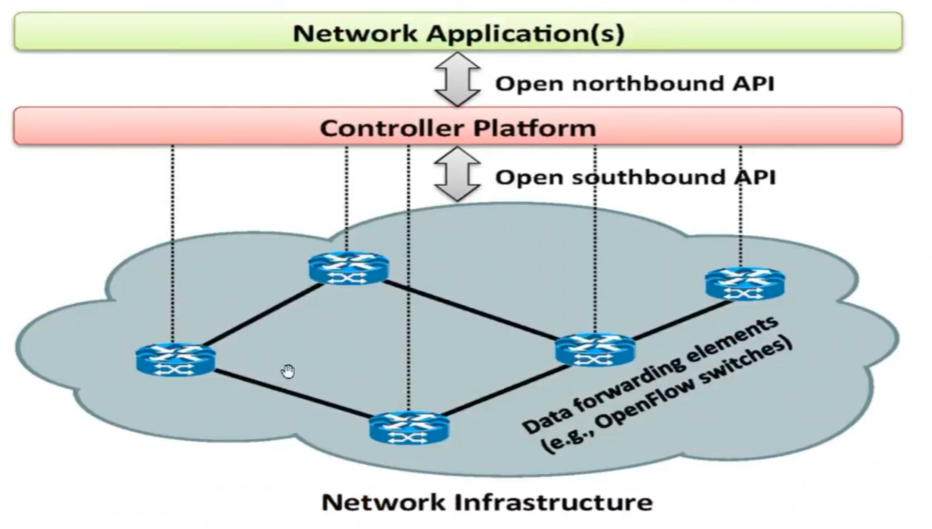 Network Application(s)
Open northbound API
Controller Platform
Open southbound API
Data forwarding elements
(e.g., OpenFlow switches)
Network Infrastructure